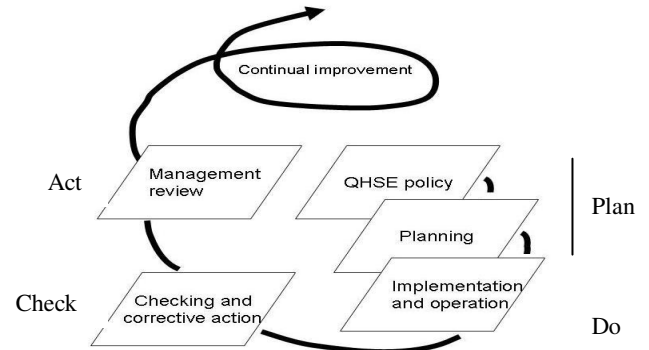 Continual improvement
Act
Management
review
QHSE policy
Plan
Planning
Check
Checking and
corrective action
Implementation
and operation
Do